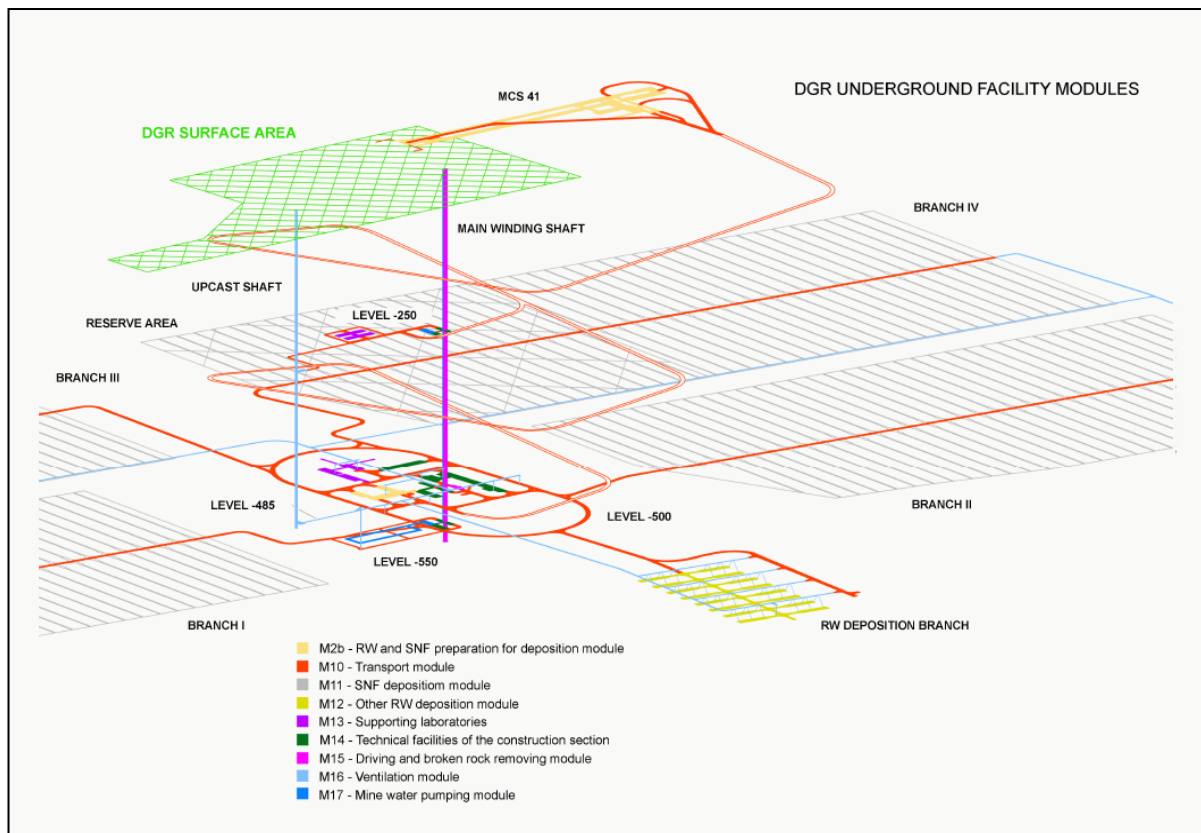 MCS 41
DGR UNDERGROUND FACILITY MODULES
DGR SURFACE AREA
BRANCH IV
MAIN WINDING SHAFT
UPCAST SHAFT
LEVEL -250
RESERVE AREA
BRANCH III
LEVEL -485
BRANCH II
LEVEL -500
LEVEL -550
BRANCH I
RW DEPOSITION BRANCH
M2b - RW and SNF preparation for deposition module
M10 - Transport module
M11 - SNF depositiom module
M12 - Other RW deposition module
M13 - Supporting laboratories
M14 - Technical facilities of the construction section
M15 - Driving and broken rock removing module
M16 - Ventilation module
M17 - Mine water pumping module